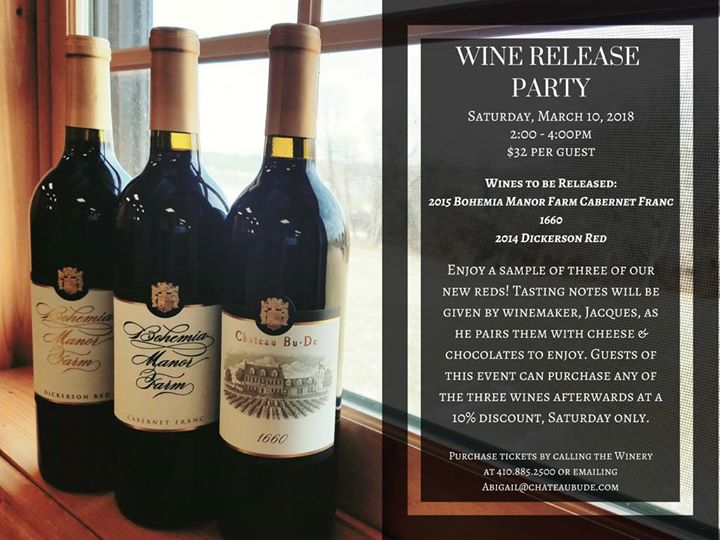 WINE RELEASE
PARTY
SATURDAY, MARCH 10, 2018
2:00 - 4:00PM
$32 PER GUEST
WINES TO BE RELEASED:
2015 BOHEMIA MANOR FARM CABERNET FRANC
1660
2014 DICKERSON RED
ENJOY A SAMPLE OF THREE OF OUR
NEW REDS! TASTING NOTES WILL BE
GIVEN BY WINEMAKER, JACQUES, AS
HE PAIRS THEM WITH CHEESE &
CHOCOLATES TO ENJOY. GUESTS OF
THIS EVENT CAN PURCHASE ANY OF
THE THREE WINES AFTERWARDS AT A
10% DISCOUNT, SATURDAY ONLY.
PURCHASE TICKETS BY CALLING THE WINERY
AT 410.885.2500 OR EMAILING
ABIGAIL@CHATEAUBUDE.COM
Bohemia
Manor
Farm
DICKERSON RED
Bohemia
Manor
Farm
CABERNET FRANC
Chateau Bu-De
1660